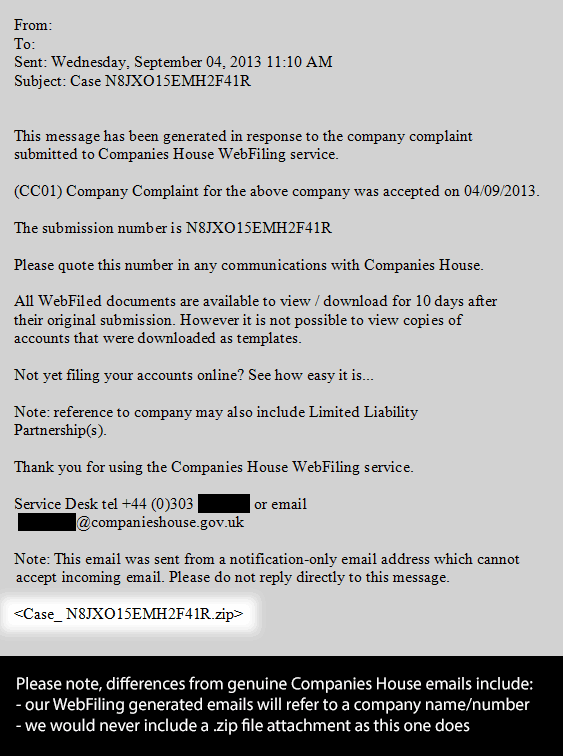 From:
To:
Sent: Wednesday, September 04, 2013 11:10 AM
Subject: Case N8JXO15EMH2F41R
This message has been generated in response to the company complaint
submitted to Companies House WebFiling service.
(CC01) Company Complaint for the above company was accepted on 04/09/2013.
The submission number is N8JXO15EMH2F41R
Please quote this number in any communications with Companies House.
All WebFiled documents are available to view / download for 10 days after
their original submission. However it is not possible to view copies of
accounts that were downloaded as templates.
Not yet filing your accounts online? See how easy it is...
Note: reference to company may also include Limited Liability
Partnership(s).
Thank you for using the Companies House WebFiling service.
Service Desk tel +44 (0)303 or email
@companieshouse.gov.uk
Note: This email was sent from a notification-only email address which cannot
accept incoming email. Please do not reply directly to this message.
<Case_ N8JXO15EMH2F41R.zip>
Please note, differences from genuine Companies House emails include:
- our WebFiling generated emails will refer to a company name/number
- we would never include a .zip file attachment as this one does